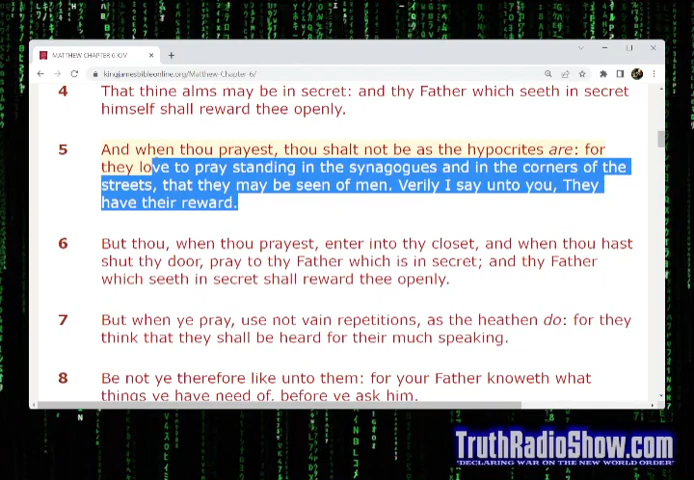 MATTHEW CHAPTER 6 KJV
kingjamesbibleonline.org/Matthew-Chapter-6/
4 That thine alms may be in secret: and thy Father which seeth in secret
himself shall reward thee openly.
5 And when thou prayest, thou shalt not be as the hypocrites are: for
they love to pray standing in the synagogues and in the corners of the
streets, that they may be seen of men. Verily I say unto you, They
have their reward.
6 But thou, when thou prayest, enter into thy closet, and when thou hast
shut thy door, pray to thy Father which is in secret; and thy Father
which seeth in secret shall reward thee openly.
7 But when ye pray, use not vain repetitions, as the heathen do: for they
think that they shall be heard for their much speaking.
8 Be not ye therefore like unto them: for your Father knoweth what
things ye have need of, before ye ask him.
TruthRadioShow.com
"DECLARING WAR ON THE NEW WORLD ORDER"